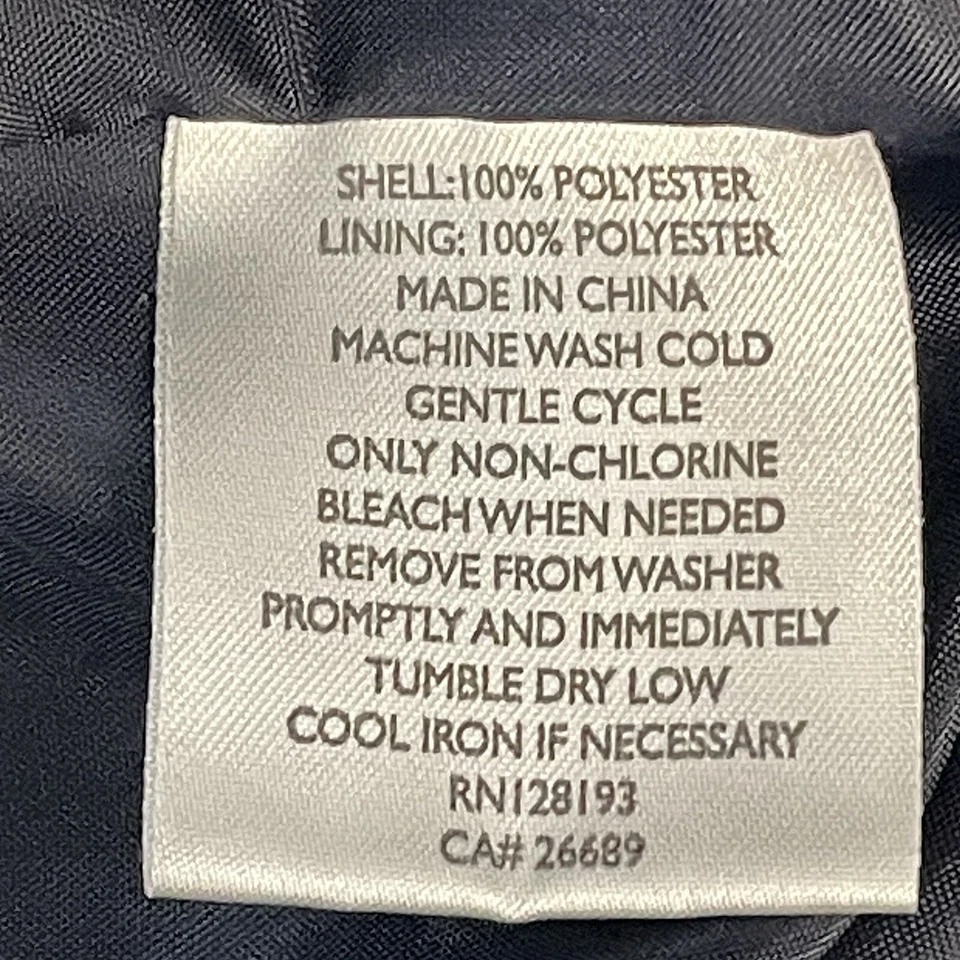 SHELL:100% POLYESTER
LINING: 100% POLYESTER
MADE IN CHINA
MACHINE WASH COLD
GENTLE CYCLE
ONLY NON-CHLORINE
BLEACH WHEN NEEDED
REMOVE FROM WASHER
PROMPTLY AND IMMEDIATELY
TUMBLE DRY LOW
COOL IRON IF NECESSARY
RN128193
CA# 26689